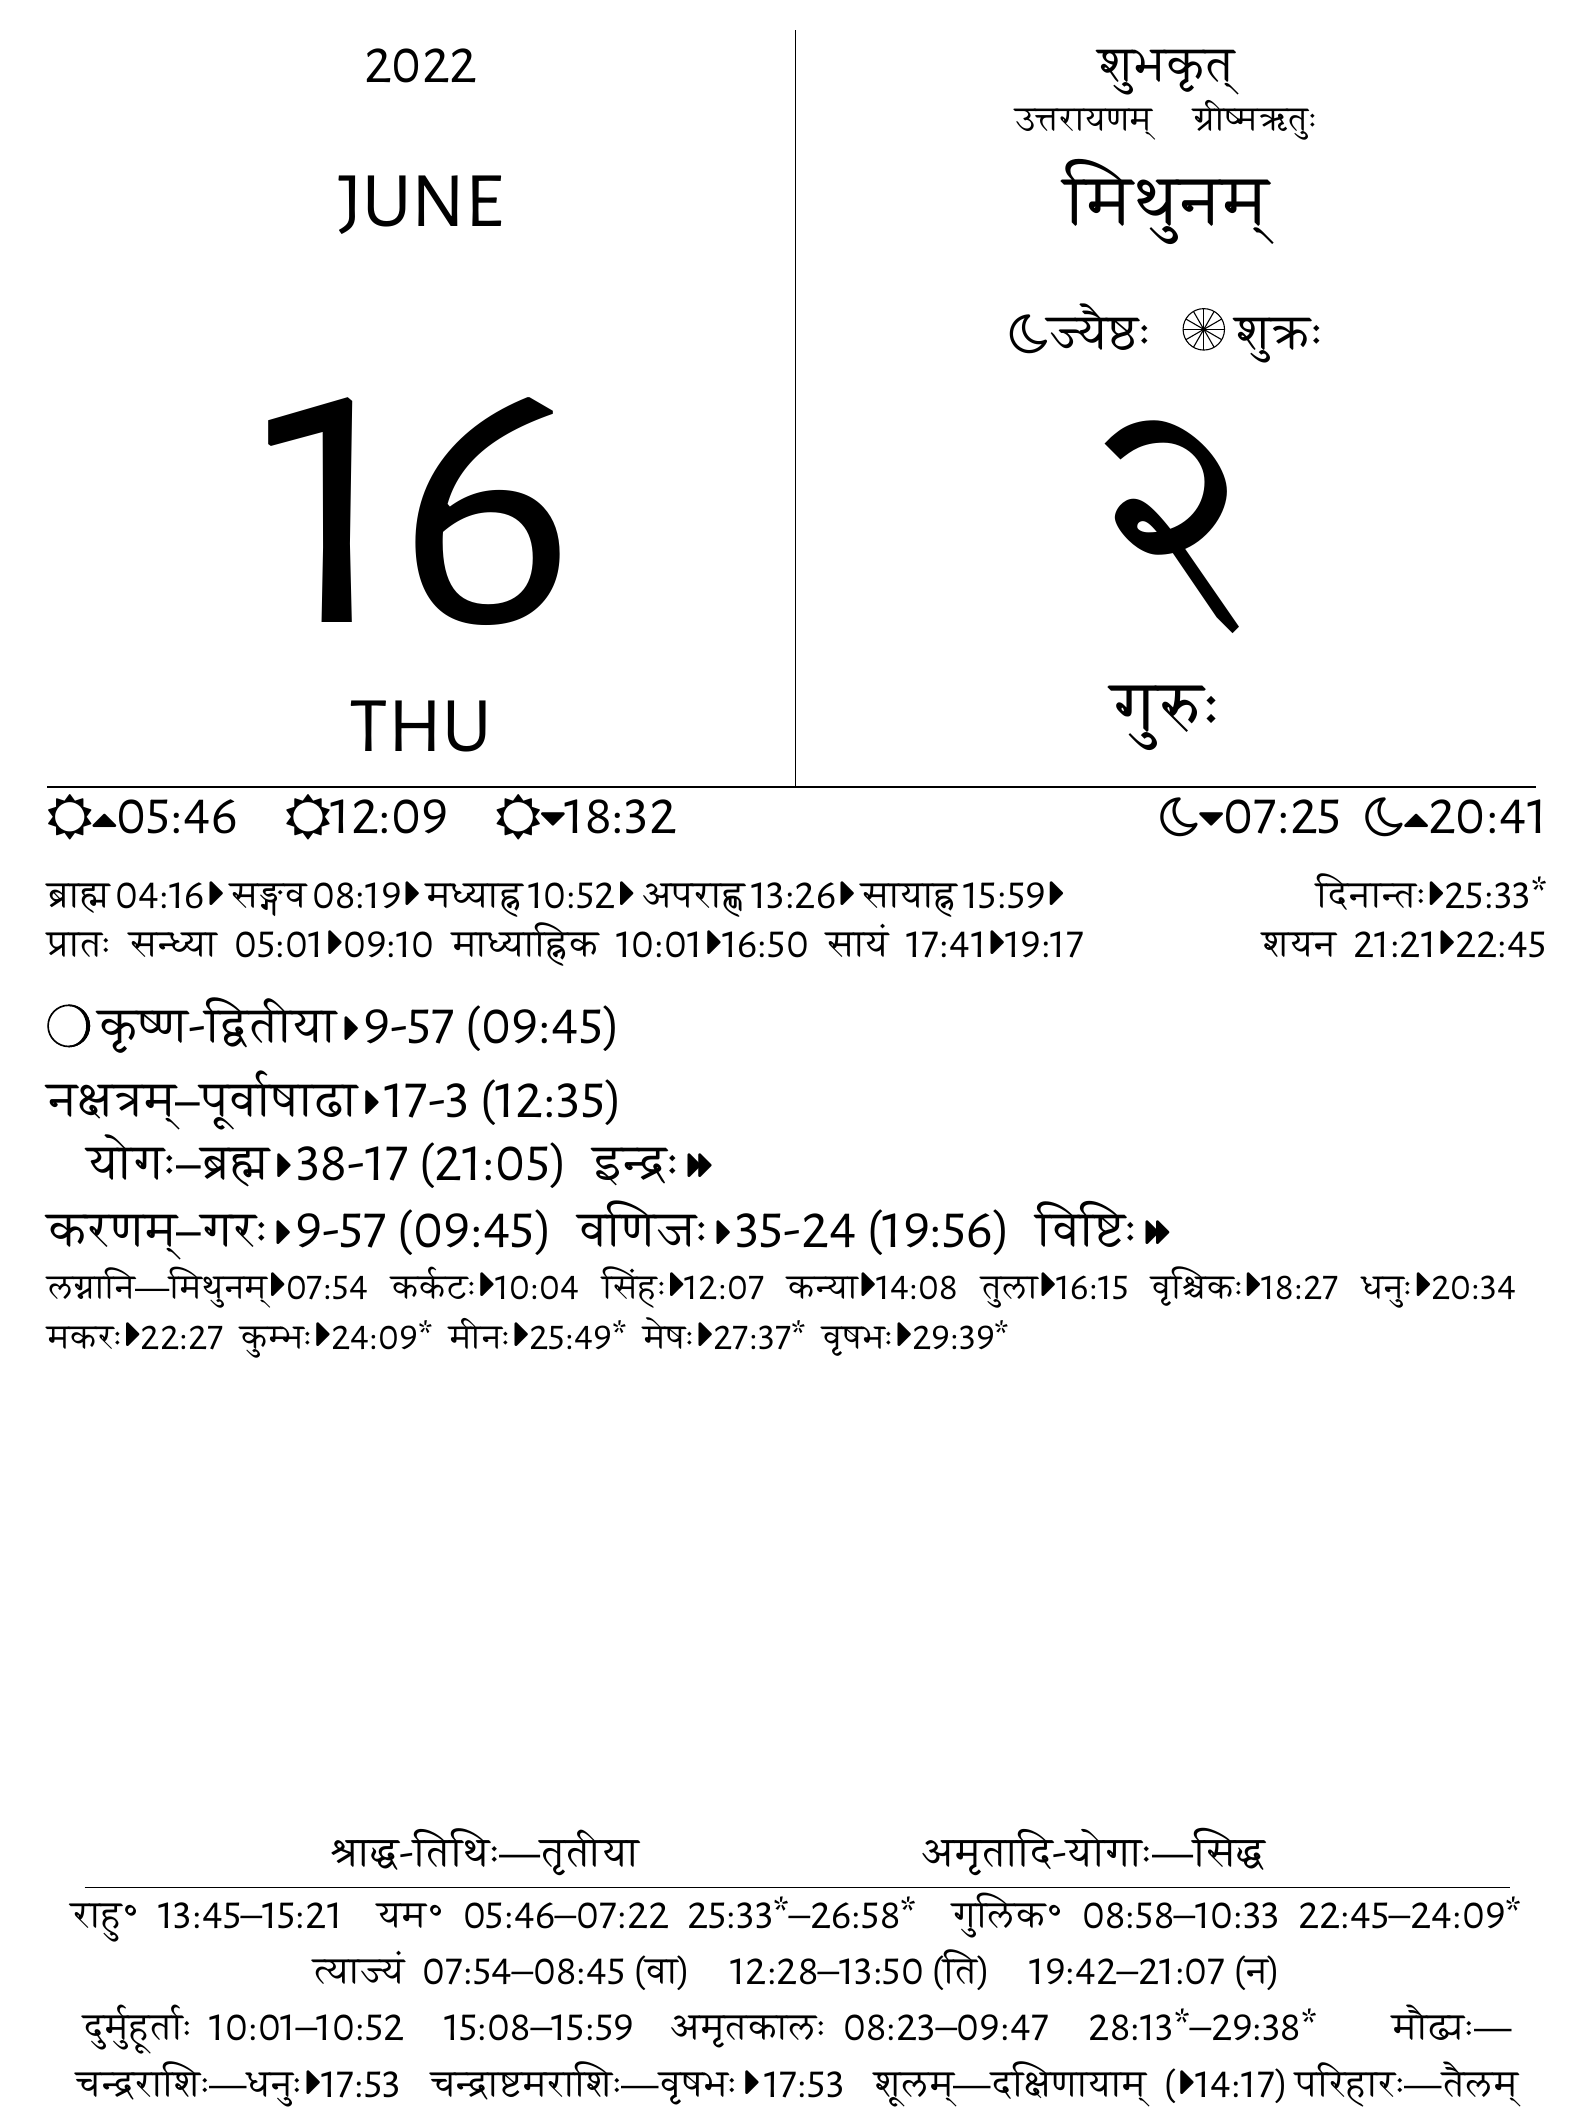 2022
JUNE
16
THU
शुभकृत्
उत्तरायणम् ग्रीष्मऋतुः
मिथुनम्
ज्यैष्ठः शुक्रः
२
गुरुः
05:46 12:09 18:32 07:25 20:41
ब्राह्म 04:16 सङ्गव 08:19 मध्याह्न 10:52 अपराह्ण 13:26 सायाह्न 15:59 दिनान्तः 25:33*
प्रातः सन्ध्या 05:01 09:10 माध्याह्निक 10:01 16:50 सायं 17:41 19:17 शयन 21:21 22:45
कृष्ण-द्वितीया 9-57 (09:45)
नक्षत्रम्–पूर्वाषाढा 17-3 (12:35)
योगः–ब्रह्म 38-17 (21:05) इन्द्रः
करणम्–गरः 9-57 (09:45) वणिजः 35-24 (19:56) विष्टिः
लग्नानि—मिथुनम् 07:54 कर्कटः 10:04 सिंहः 12:07 कन्या 14:08 तुला 16:15 वृश्चिकः 18:27 धनुः 20:34
मकरः 22:27 कुम्भः 24:09* मीनः 25:49* मेषः 27:37* वृषभः 29:39*
श्राद्ध-तिथिः—तृतीया अमृतादि-योगाः—सिद्ध
राहु° 13:45–15:21 यम° 05:46–07:22 25:33*–26:58* गुलिक° 08:58–10:33 22:45–24:09*
त्याज्यं 07:54–08:45 (वा) 12:28–13:50 (ति) 19:42–21:07 (न)
दुर्मुहूर्ताः 10:01–10:52 15:08–15:59 अमृतकालः 08:23–09:47 28:13*–29:38* मौढ्यः—
चन्द्रराशिः—धनुः 17:53 चन्द्राष्टमराशिः—वृषभः 17:53 शूलम्—दक्षिणायाम् (14:17) परिहारः—तैलम्